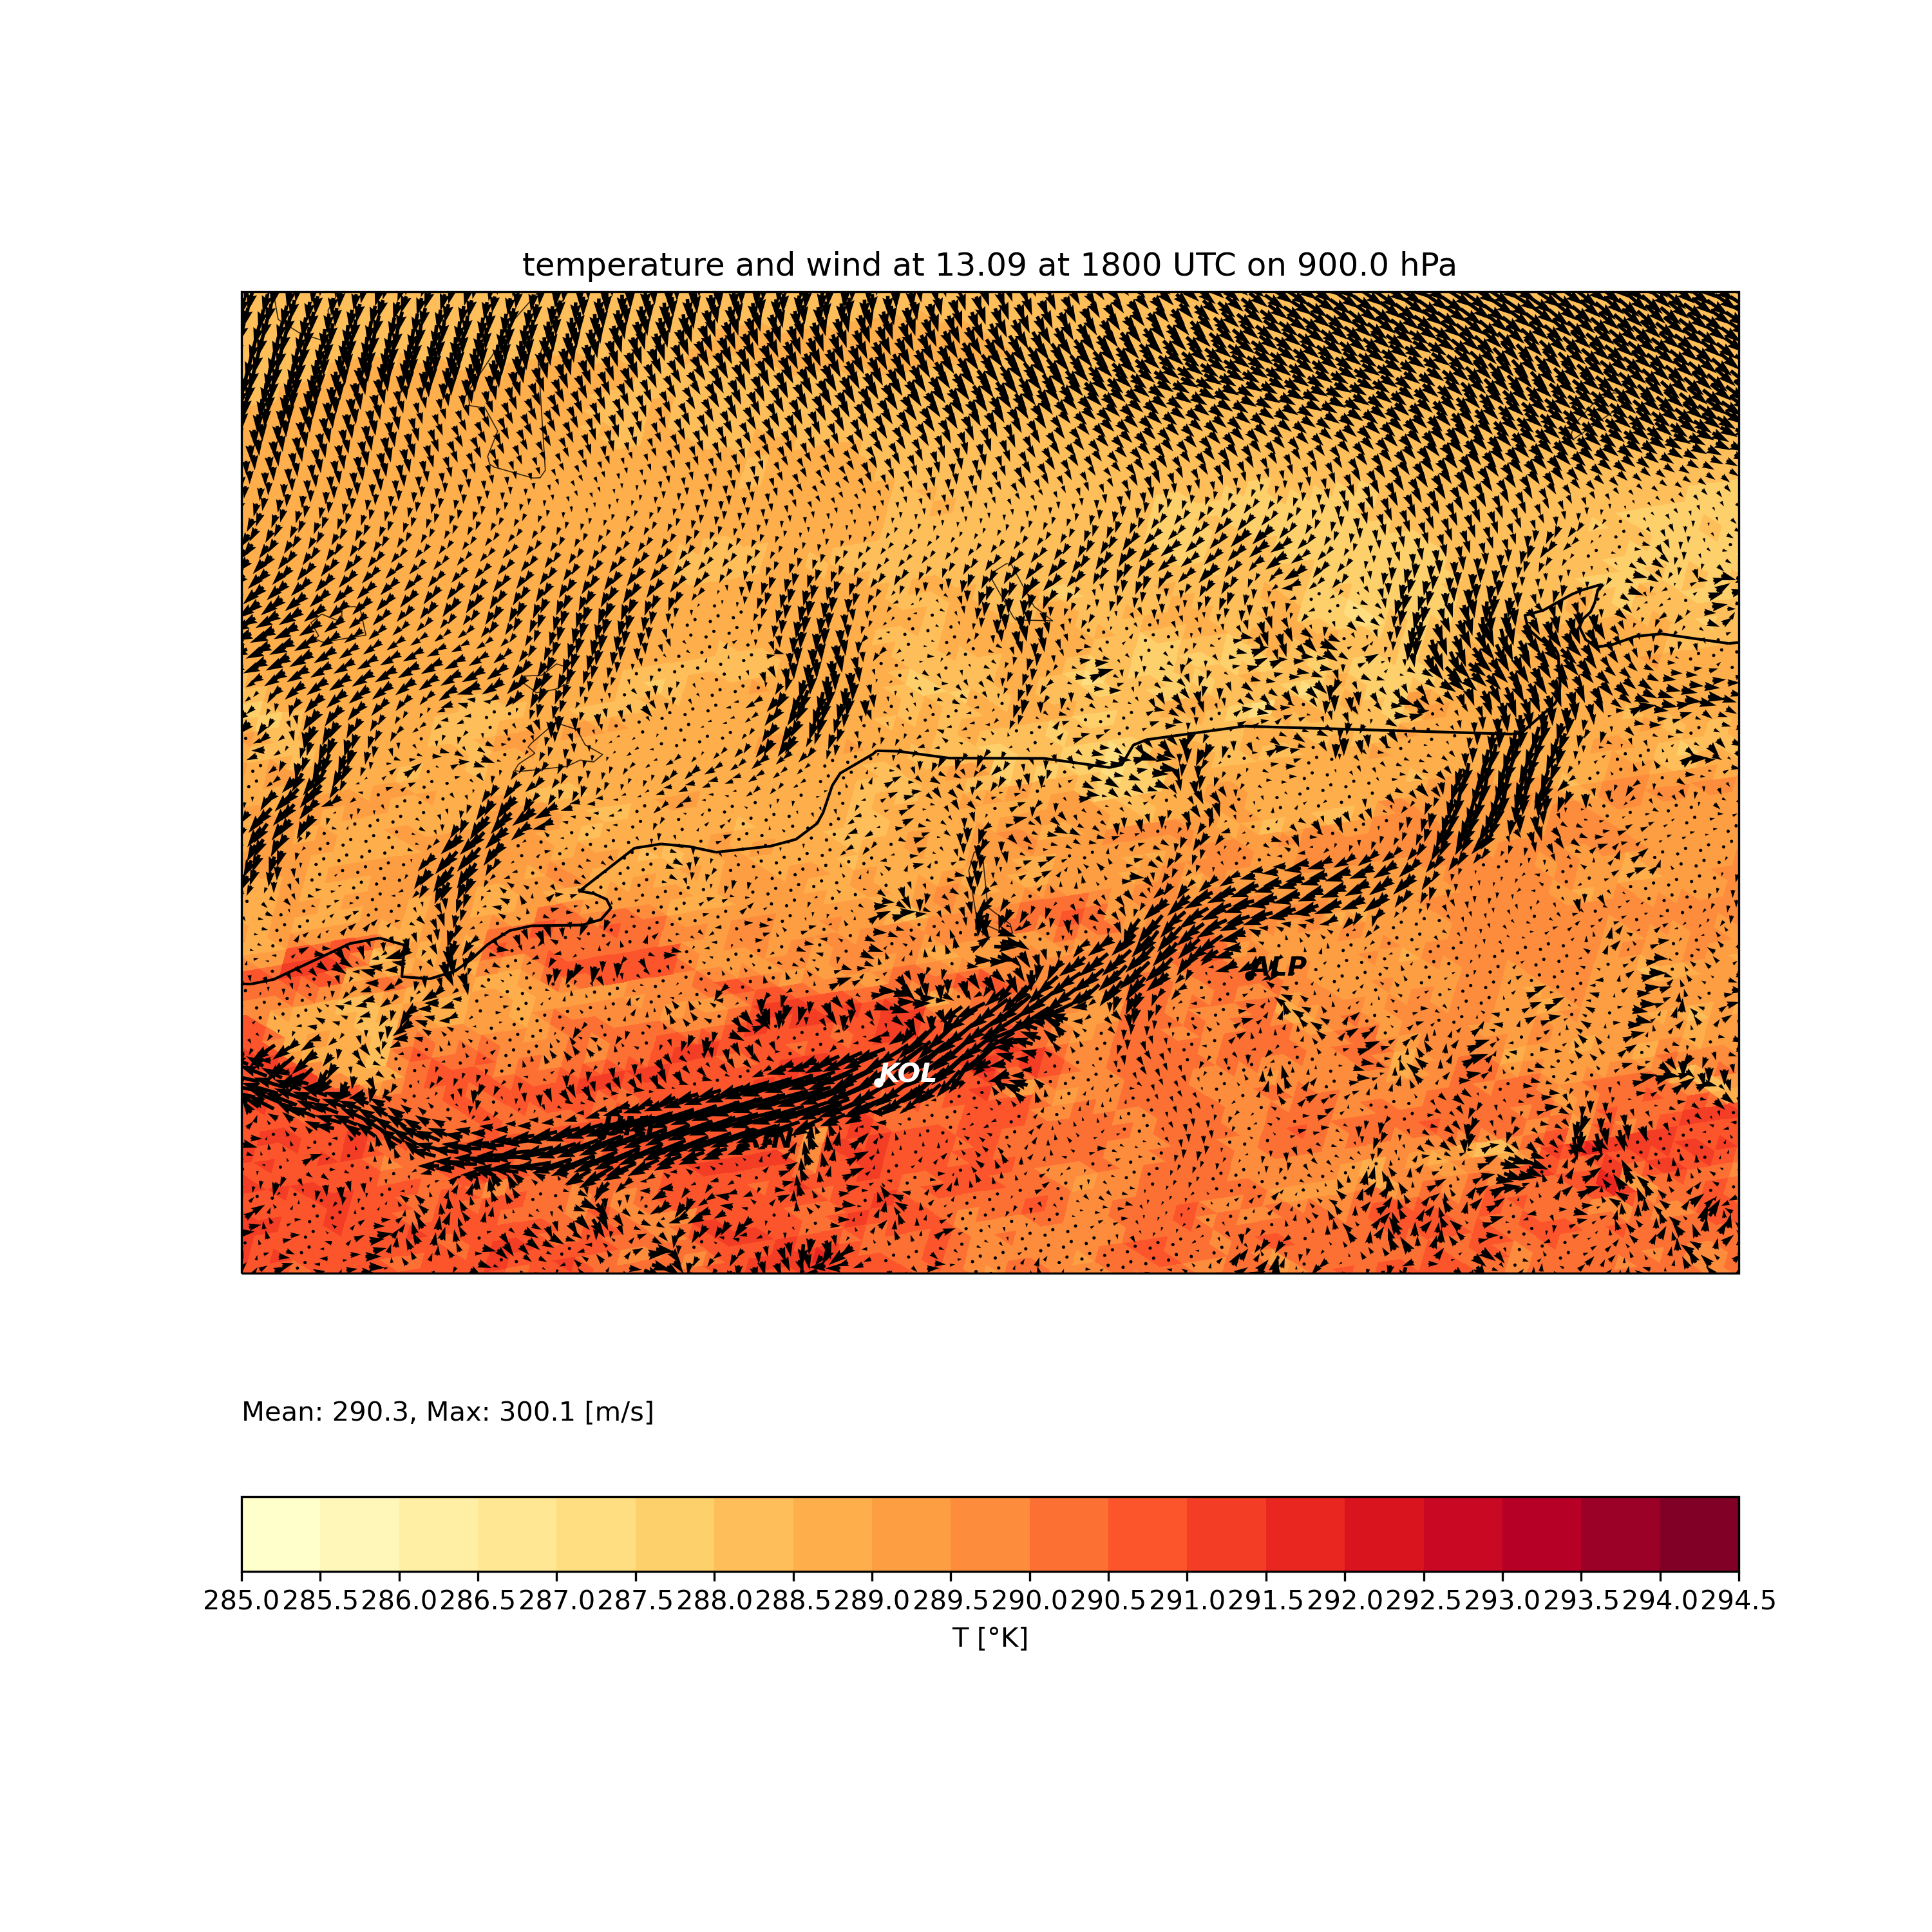 temperature and wind at 13.09 at 1800 UTC on 900.0 hPa
ALP
KOL
Mean: 290.3, Max: 300.1 [m/s]
285.0 285.5 286.0 286.5 287.0 287.5 288.0 288.5 289.0 289.5 290.0 290.5 291.0 291.5 292.0 292.5 293.0 293.5 294.0 294.5
T [°K]